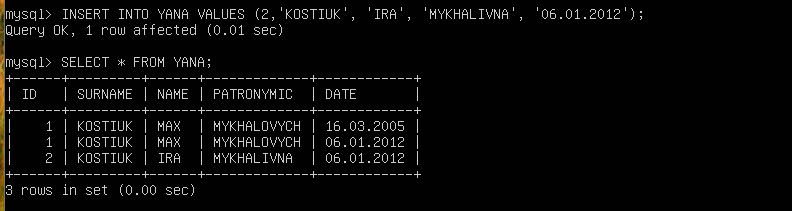 mysql> INSERT INTO YANA VALUES (2,'KOSTIUK', 'IRA', 'MYKHALIVNA', '06.01.2012');
Query OK, 1 row affected (0.01 sec)
mysql> SELECT * FROM YANA;
+------+---------+------+-------------+------------+
| ID   | SURNAME | NAME | PATRONYMIC  | DATE       |
+------+---------+------+-------------+------------+
|    1 | KOSTIUK | MAX  | MYKHALOVYCH | 16.03.2005 |
|    1 | KOSTIUK | MAX  | MYKHALOVYCH | 06.01.2012 |
|    2 | KOSTIUK | IRA  | MYKHALIVNA  | 06.01.2012 |
+------+---------+------+-------------+------------+
3 rows in set (0.00 sec)